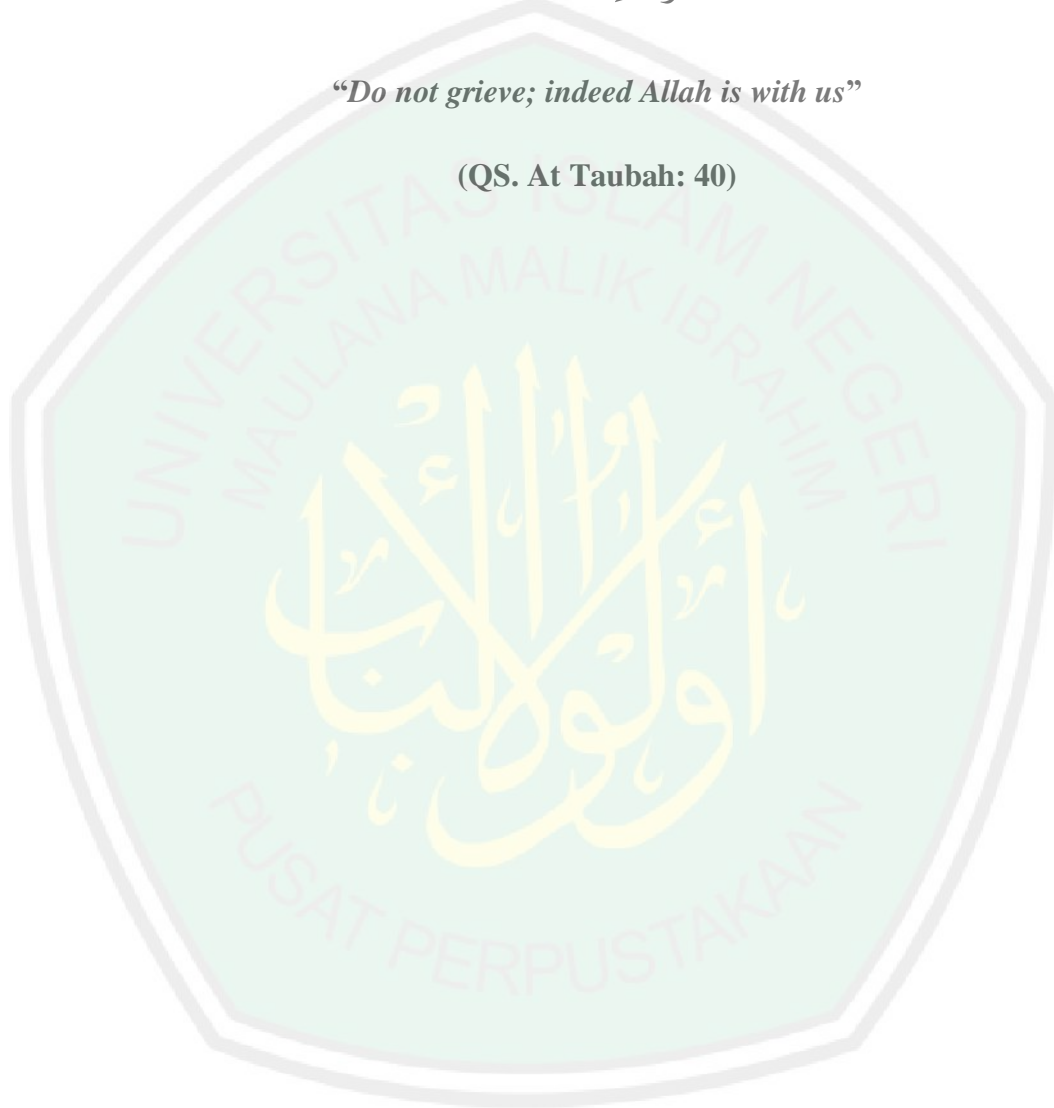 “Do not grieve; indeed Allah is with us”
(QS. At Taubah: 40)
UNIVERSITAS ISLAM NEGERI
MAULANA MALIK IBRAHIM
أولوا الألباب
PUSAT PERPUSTAKAAN